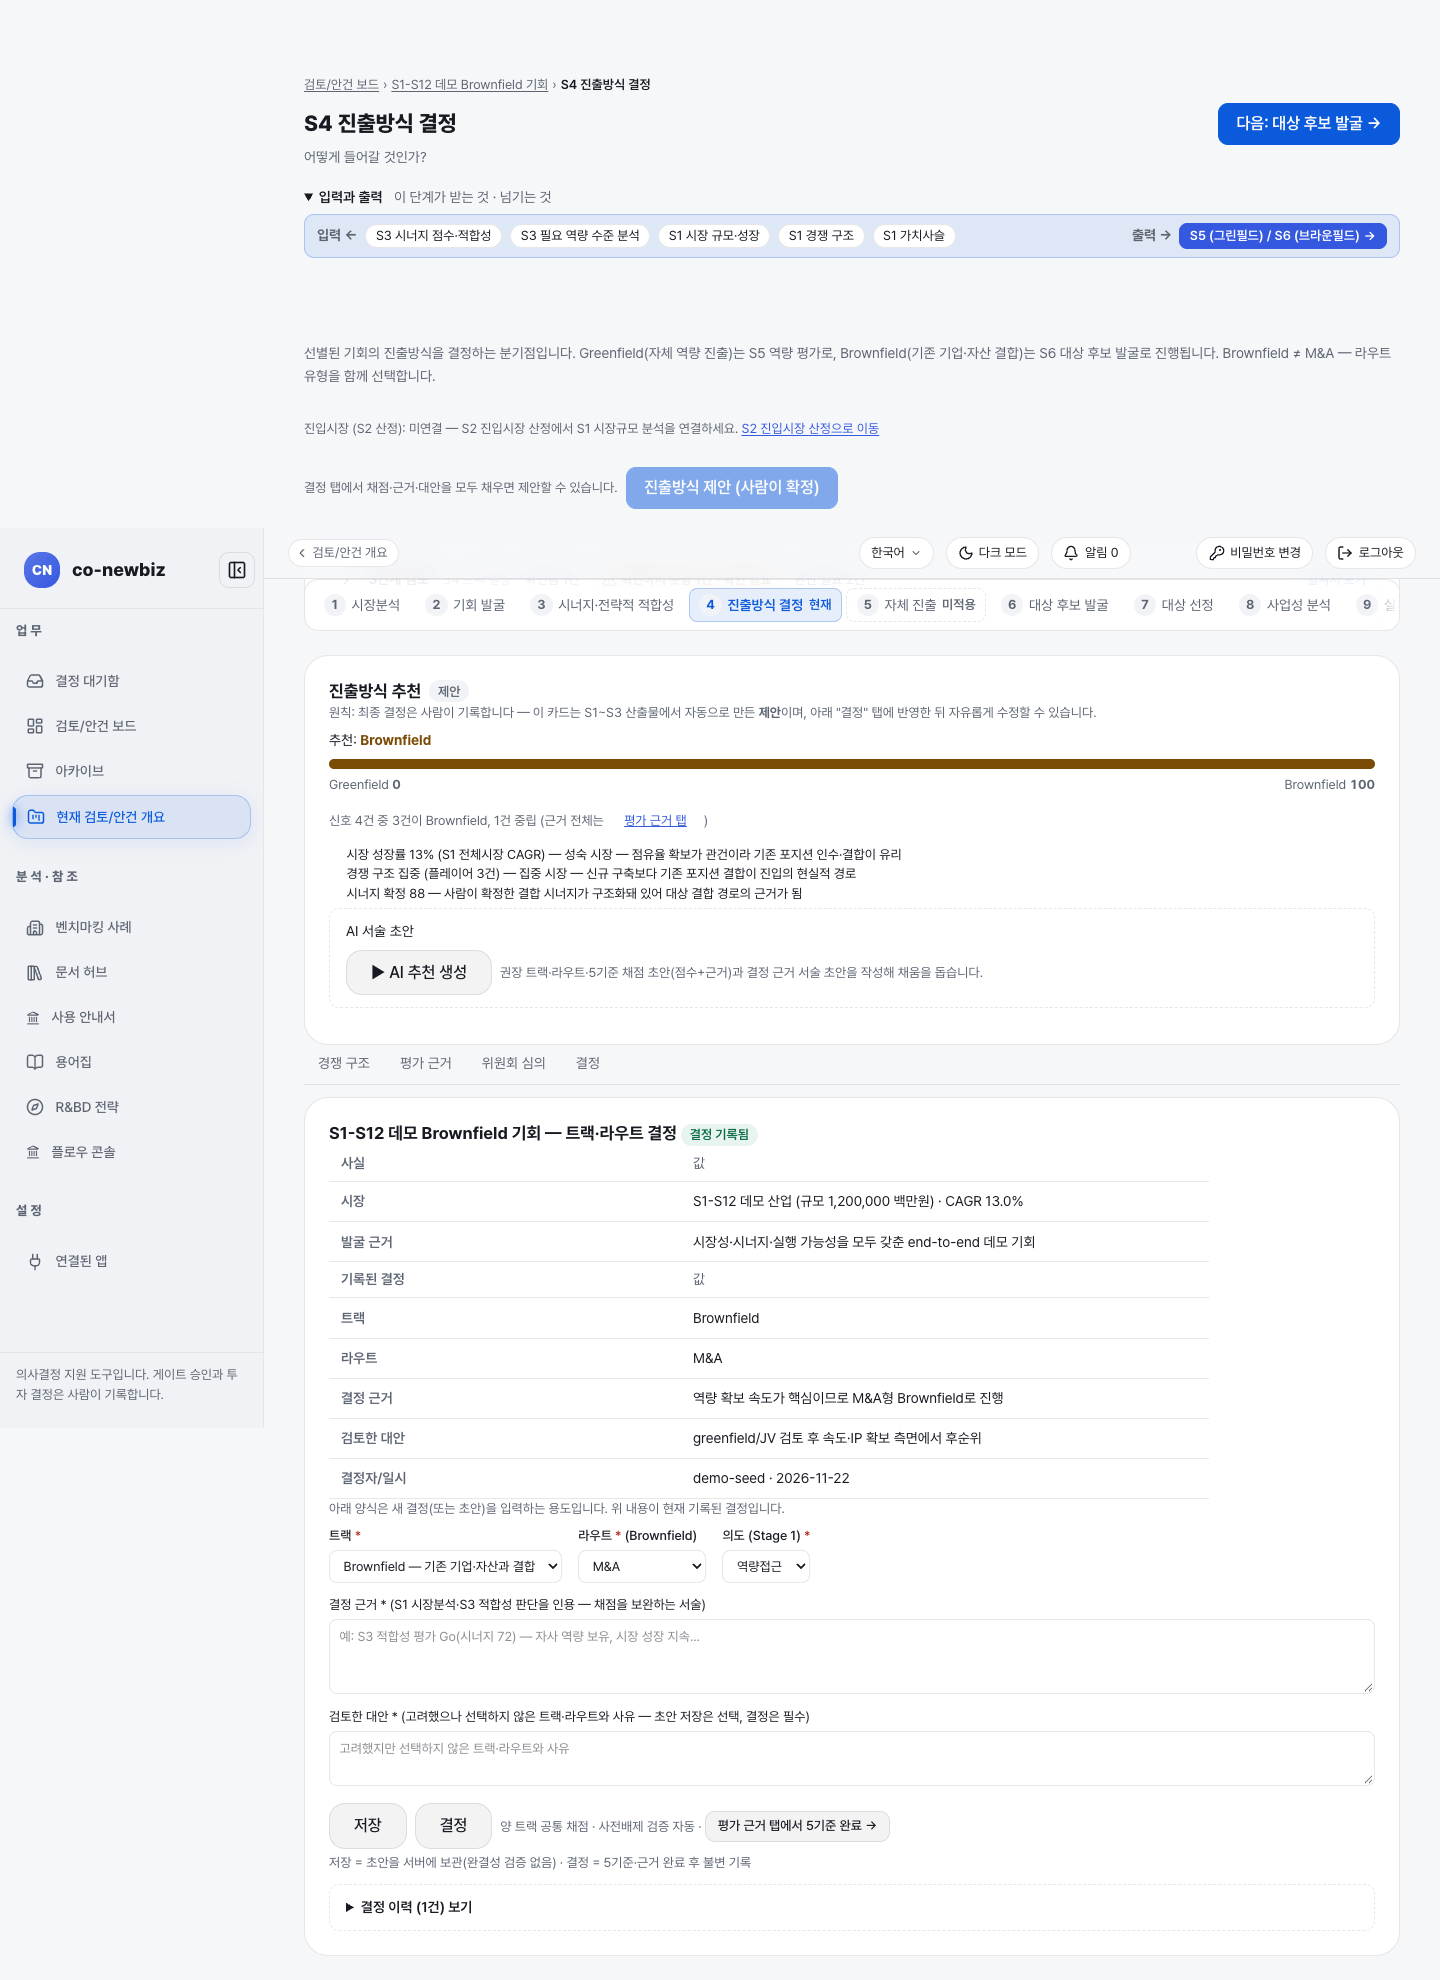 검토/안건 보드 › S1-S12 데모 Brownfield 기회 › S4 진출방식 결정
S4 진출방식 결정
다음: 대상 후보 발굴 →
어떻게 들어갈 것인가?
▼ 입력과 출력 이 단계가 받는 것 · 넘기는 것
입력 ← S3 시너지 점수·적합성 S3 필요 역량 수준 분석 S1 시장 규모·성장 S1 경쟁 구조 S1 가치사슬 출력 → S5 (그린필드) / S6 (브라운필드) →
선별된 기회의 진출방식을 결정하는 분기점입니다. Greenfield(자체 역량 진출)는 S5 역량 평가로, Brownfield(기존 기업·자산 결합)는 S6 대상 후보 발굴로 진행됩니다. Brownfield ≠ M&A — 라우트
유형을 함께 선택합니다.
진입시장 (S2 산정): 미연결 — S2 진입시장 산정에서 S1 시장규모 분석을 연결하세요. S2 진입시장 산정으로 이동
결정 탭에서 채점·근거·대안을 모두 채우면 제안할 수 있습니다. 진출방식 제안 (사람이 확정)
CN co-newbiz
검토/안건 개요 한국어 다크 모드 알림 0 비밀번호 변경 로그아웃
1 시장분석 2 기회 발굴 3 시너지·전략적 적합성 4 진출방식 결정 현재 5 자체 진출 미적용 6 대상 후보 발굴 7 대상 선정 8 사업성 분석 9
업무
결정 대기함
검토/안건 보드
아카이브
현재 검토/안건 개요
분석·참조
벤치마킹 사례
문서 허브
사용 안내서
용어집
R&BD 전략
플로우 콘솔
설정
연결된 앱
의사결정 지원 도구입니다. 게이트 승인과 투
자 결정은 사람이 기록합니다.
진출방식 추천 제안
원칙: 최종 결정은 사람이 기록합니다 — 이 카드는 S1~S3 산출물에서 자동으로 만든 제안이며, 아래 "결정" 탭에 반영한 뒤 자유롭게 수정할 수 있습니다.
추천: Brownfield
Greenfield 0 Brownfield 100
신호 4건 중 3건이 Brownfield, 1건 중립 (근거 전체는 평가 근거 탭 )
시장 성장률 13% (S1 전체시장 CAGR) — 성숙 시장 — 점유율 확보가 관건이라 기존 포지션 인수·결합이 유리
경쟁 구조 집중 (플레이어 3건) — 집중 시장 — 신규 구축보다 기존 포지션 결합이 진입의 현실적 경로
시너지 확정 88 — 사람이 확정한 결합 시너지가 구조화돼 있어 대상 결합 경로의 근거가 됨
AI 서술 초안
▶ AI 추천 생성 권장 트랙·라우트·5기준 채점 초안(점수+근거)과 결정 근거 서술 초안을 작성해 채움을 돕습니다.
경쟁 구조 평가 근거 위원회 심의 결정
S1-S12 데모 Brownfield 기회 — 트랙·라우트 결정 결정 기록됨
사실 값
시장 S1-S12 데모 산업 (규모 1,200,000 백만원) · CAGR 13.0%
발굴 근거 시장성·시너지·실행 가능성을 모두 갖춘 end-to-end 데모 기회
기록된 결정 값
트랙 Brownfield
라우트 M&A
결정 근거 역량 확보 속도가 핵심이므로 M&A형 Brownfield로 진행
검토한 대안 greenfield/JV 검토 후 속도·IP 확보 측면에서 후순위
결정자/일시 demo-seed · 2026-11-22
아래 양식은 새 결정(또는 초안)을 입력하는 용도입니다. 위 내용이 현재 기록된 결정입니다.
트랙 * 라우트 * (Brownfield) 의도 (Stage 1) *
Brownfield — 기존 기업·자산과 결합 M&A 역량접근
결정 근거 * (S1 시장분석·S3 적합성 판단을 인용 — 채점을 보완하는 서술)
예: S3 적합성 평가 Go(시너지 72) — 자사 역량 보유, 시장 성장 지속...
검토한 대안 * (고려했으나 선택하지 않은 트랙·라우트와 사유 — 초안 저장은 선택, 결정은 필수)
고려했지만 선택하지 않은 트랙·라우트와 사유
저장 결정 양 트랙 공통 채점 · 사전배제 검증 자동 · 평가 근거 탭에서 5기준 완료 →
저장 = 초안을 서버에 보관(완결성 검증 없음) · 결정 = 5기준·근거 완료 후 불변 기록
▶ 결정 이력 (1건) 보기